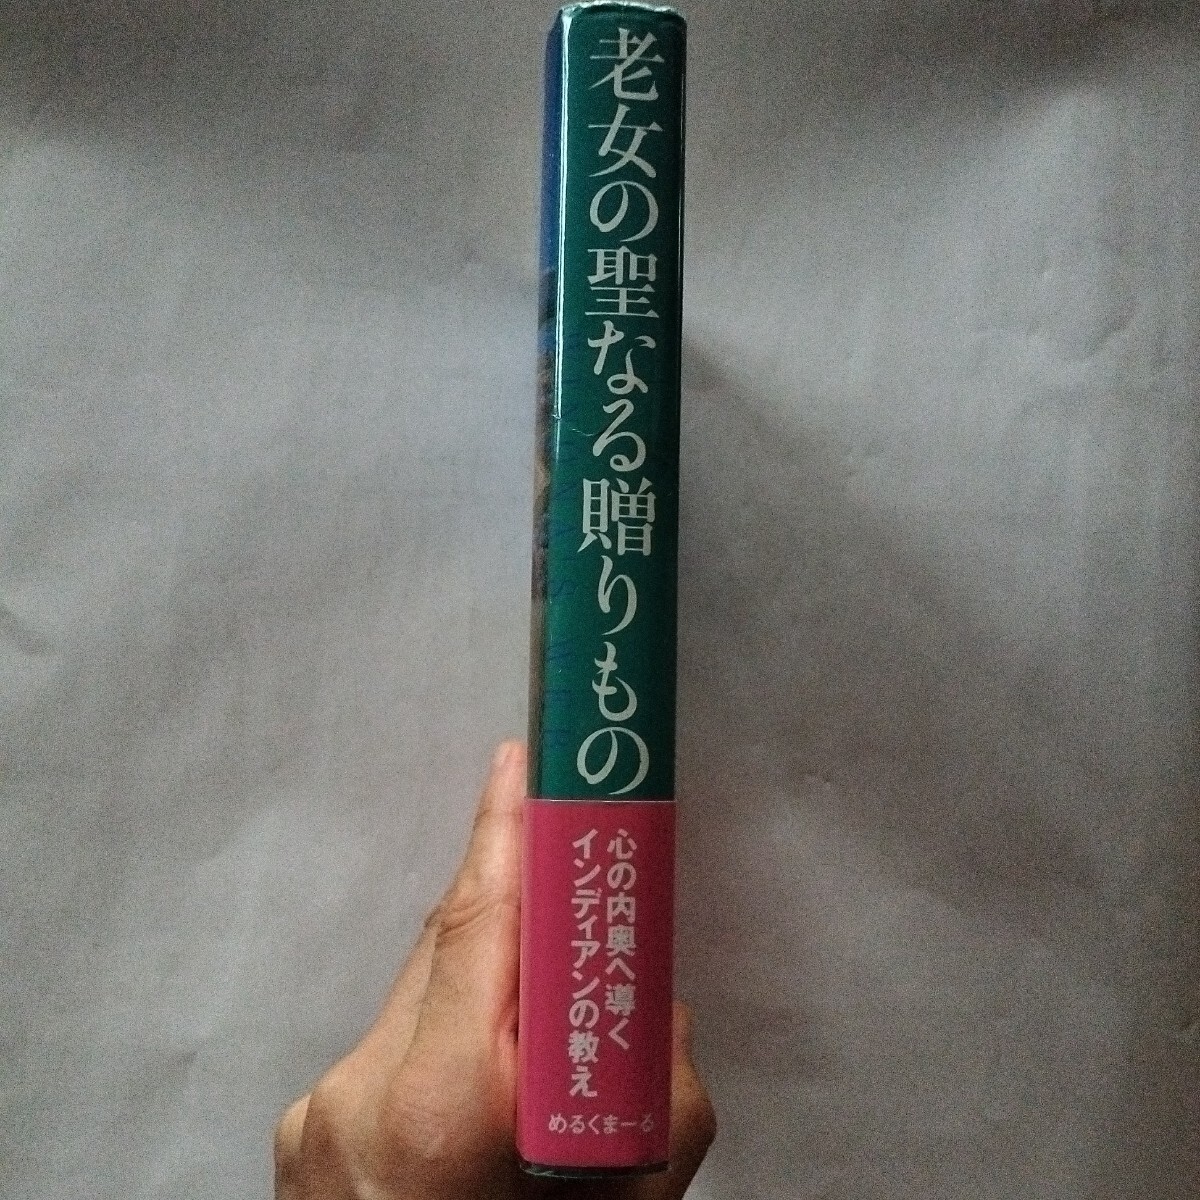 老女の聖なる贈りもの
心の内奥へ導く
インディアンの教え
めるくまーる